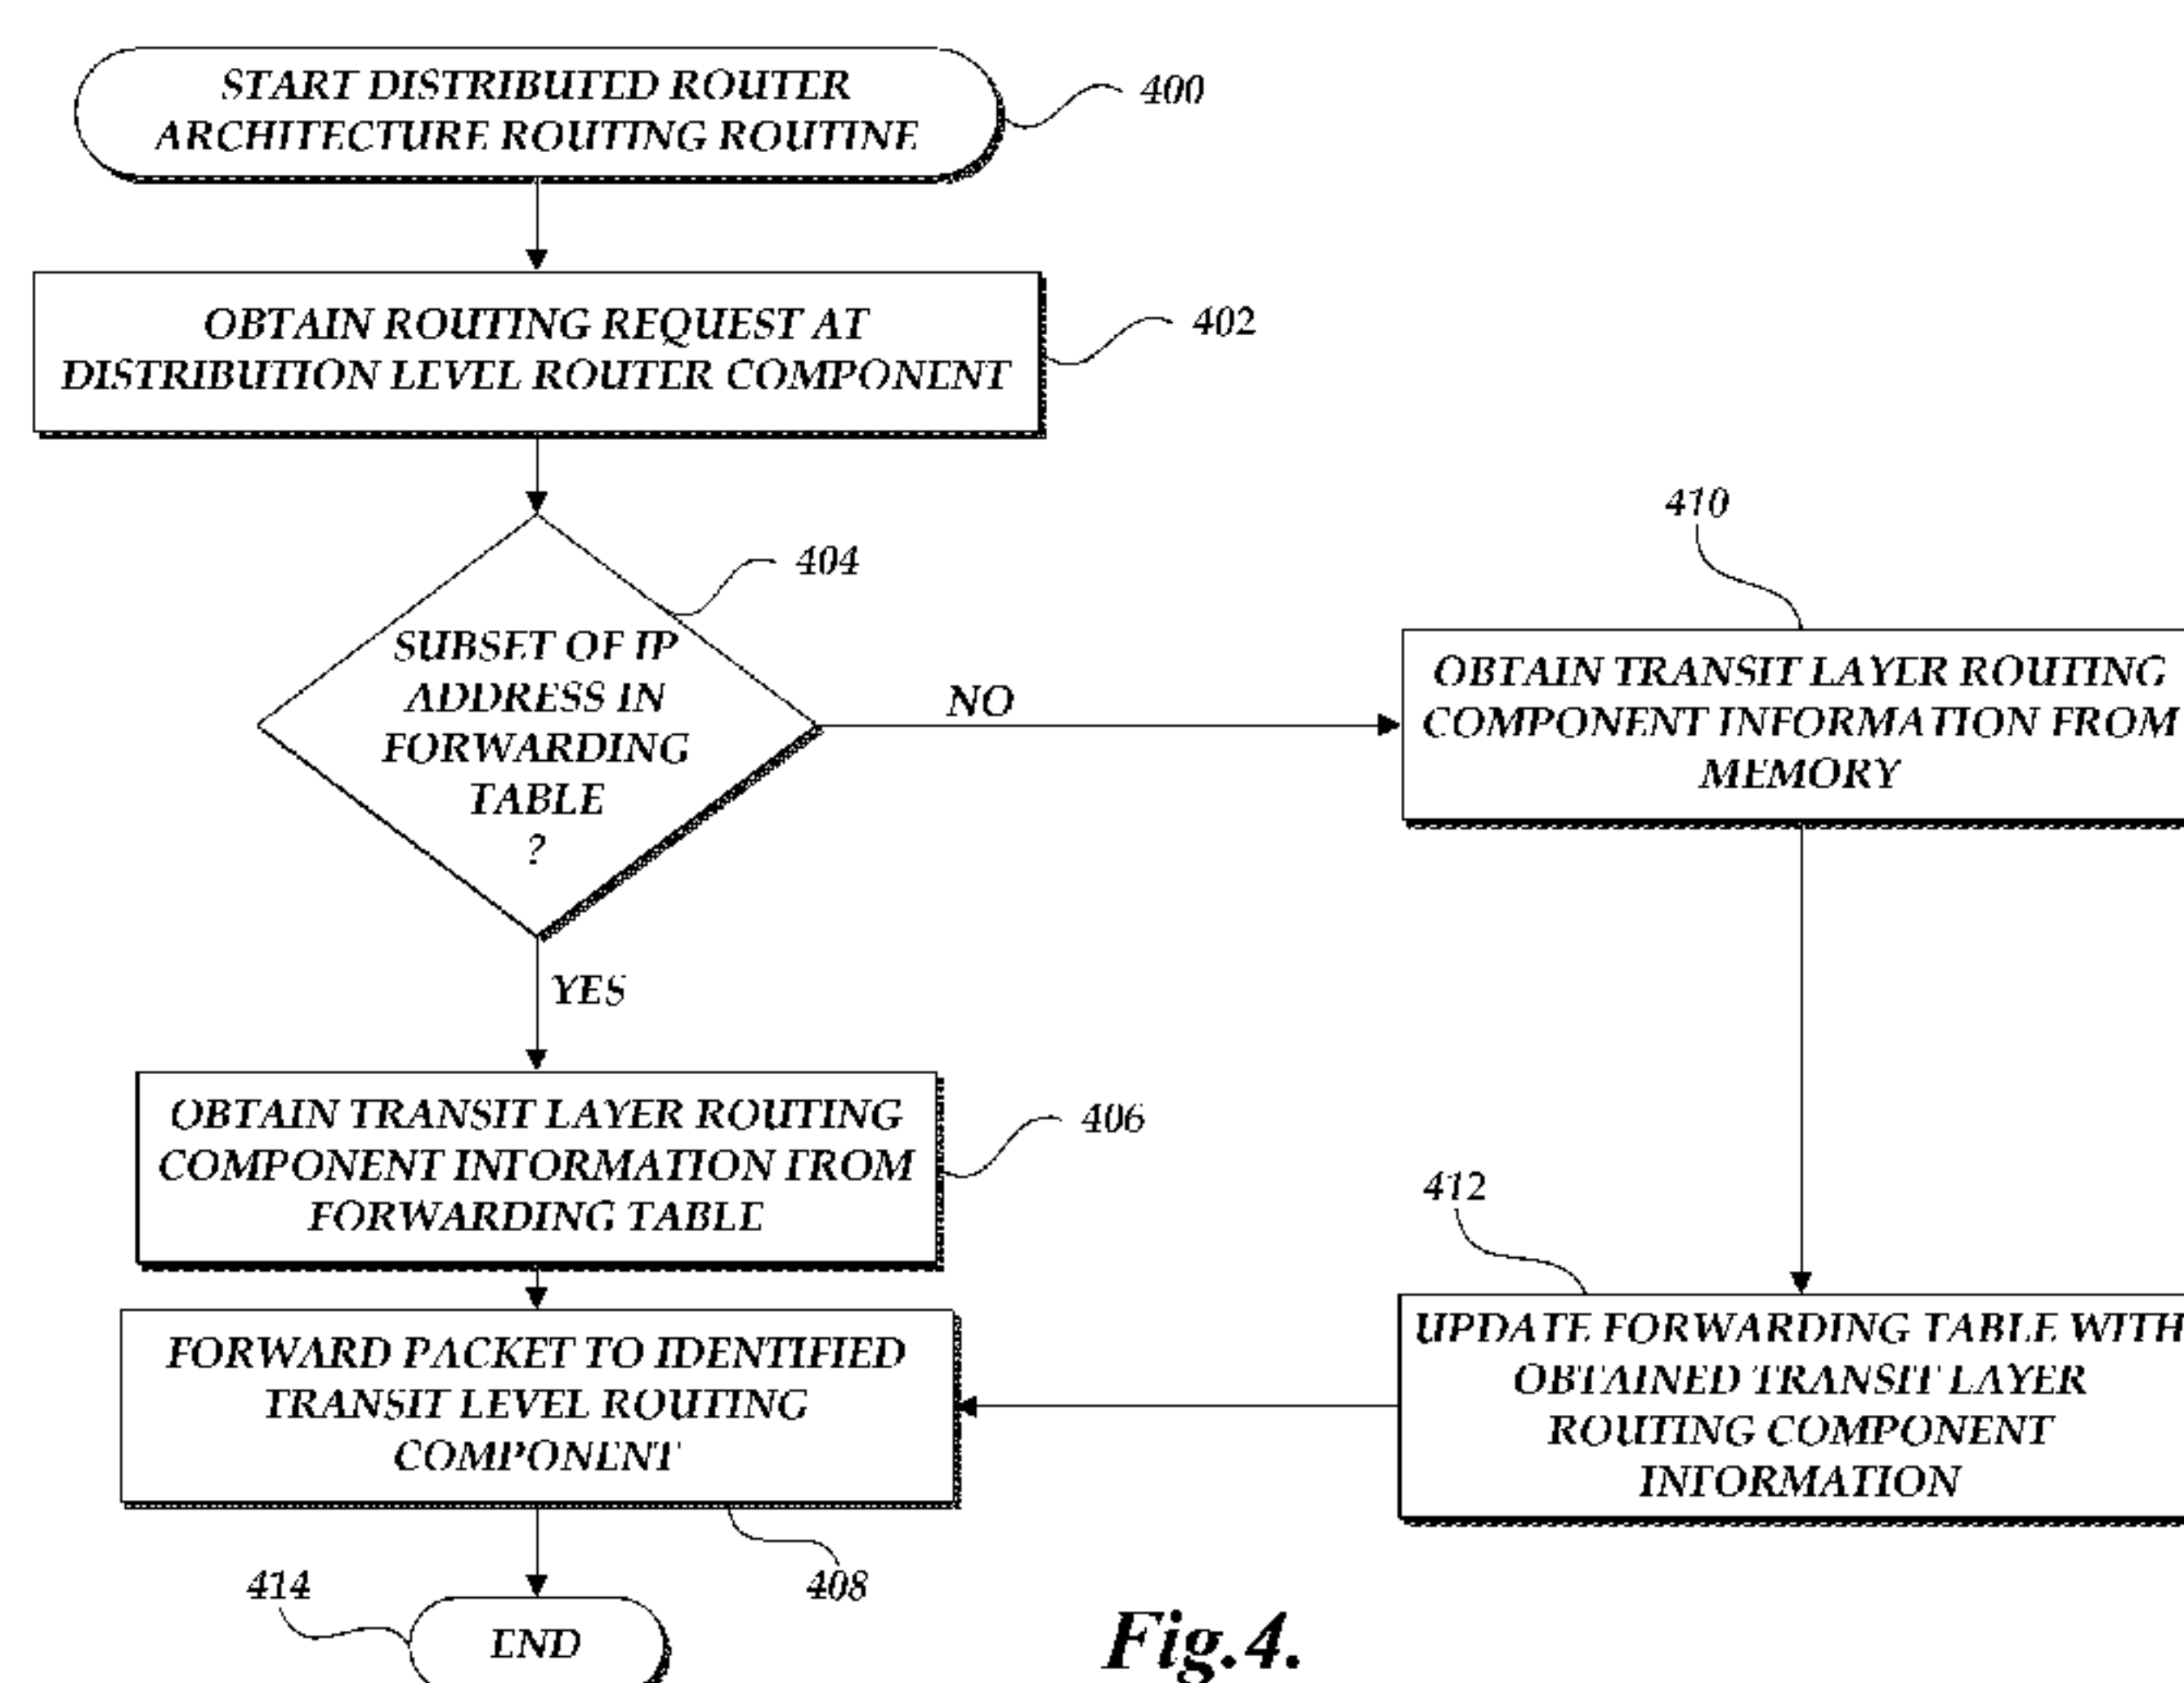 START DISTRIBUTED ROUTER
ARCHITECTURE ROUTING ROUTINE
400
OBTAIN ROUTING REQUEST AT
DISTRIBUTION LEVEL ROUTER COMPONENT
402
404
SUBSET OF IP
ADDRESS IN
FORWARDING
TABLE
?
NO
410
OBTAIN TRANSIT LAYER ROUTING
COMPONENT INFORMATION FROM
MEMORY
YES
OBTAIN TRANSIT LAYER ROUTING
COMPONENT INFORMATION FROM
FORWARDING TABLE
406
412
UPDATE FORWARDING TABLE WITH
OBTAINED TRANSIT LAYER
ROUTING COMPONENT
INFORMATION
FORWARD PACKET TO IDENTIFIED
TRANSIT LEVEL ROUTING
COMPONENT
408
414
END
Fig.4.